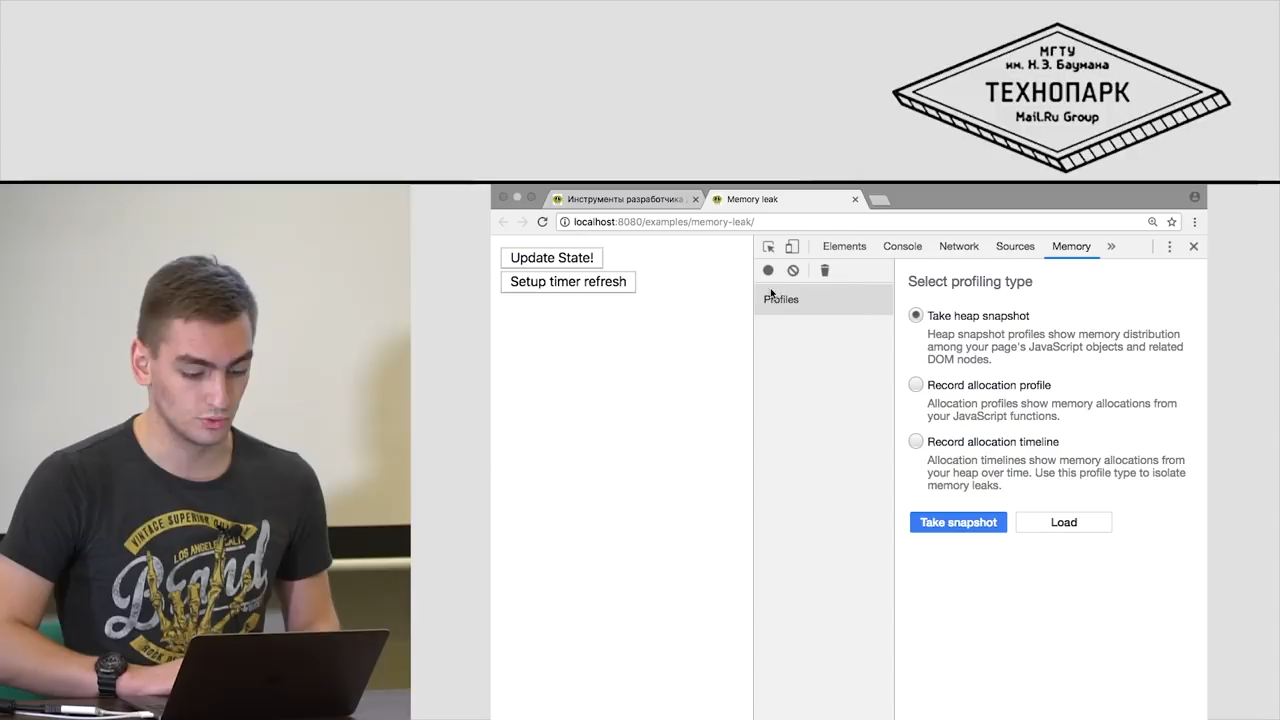 МГТУ
им. Н.Э. Баумана
ТЕХНОПАРК
Mail.Ru Group
Инструменты разработчика
Memory leak
localhost:8080/examples/memory-leak/
Update State!
Setup timer refresh
Elements
Console
Network
Sources
Memory
Profiles
Select profiling type
Take heap snapshot
Heap snapshot profiles show memory distribution
among your page's JavaScript objects and related
DOM nodes.
Record allocation profile
Allocation profiles show memory allocations from
your JavaScript functions.
Record allocation timeline
Allocation timelines show memory allocations from
your heap over time. Use this profile type to isolate
memory leaks.
Take snapshot
Load
VINTAGE SUPERIOR
LOS ANGELES
Brand
ROCK